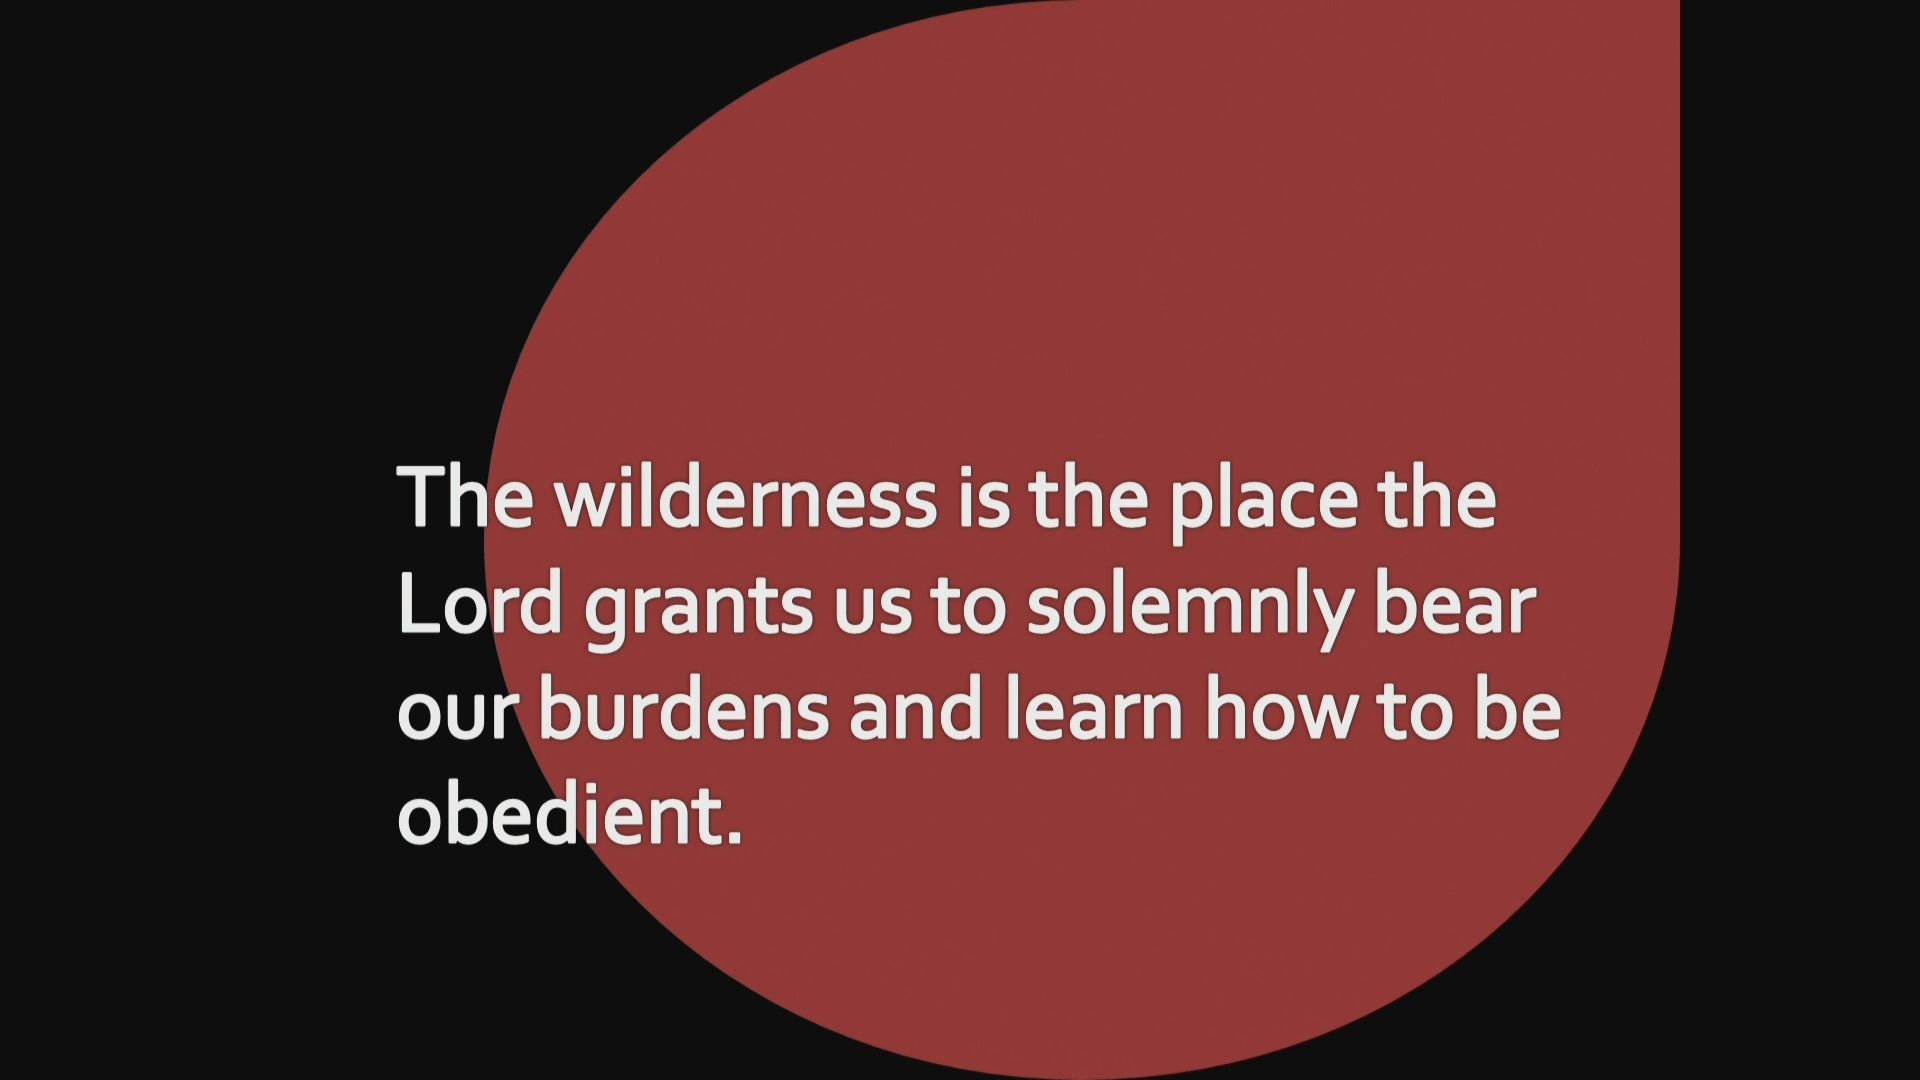 The wilderness is the place the
Lord grants us to solemnly bear
our burdens and learn how to be
obedient.